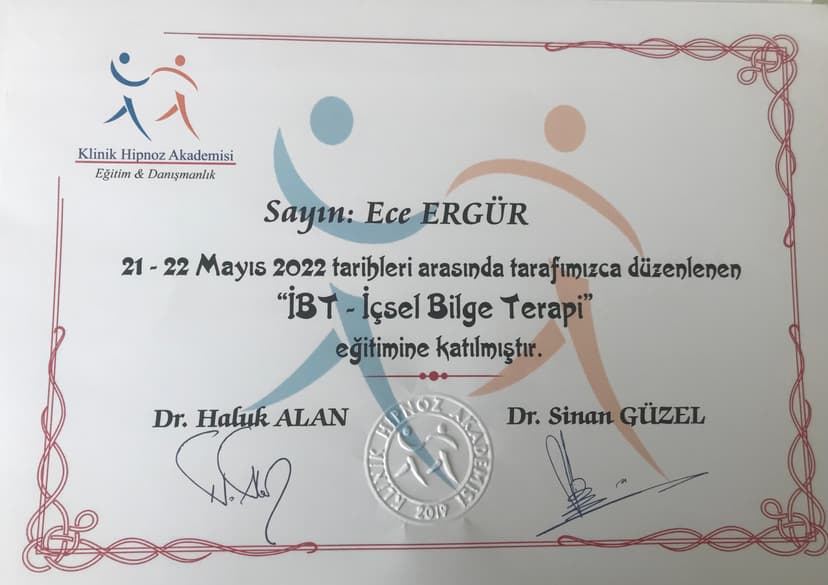 Klinik Hipnoz Akademisi
Eğitim & Danışmanlık
Sayın: Ece ERGÜR
21 - 22 Mayıs 2022 tarihleri arasında tarafımızca düzenlenen
"İBT - İçsel Bilge Terapi"
eğitimine katılmıştır.
Dr. Haluk ALAN Dr. Sinan GÜZEL
KLİNİK HİPNOZ AKADEMİSİ
2019